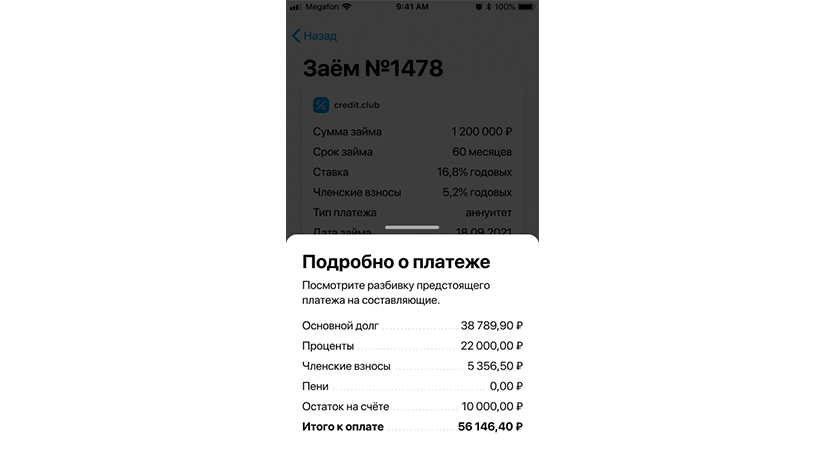 Megafon 9:41 AM 100%
Назад
Заём №1478
credit.club
Сумма займа 1 200 000 ₽
Срок займа 60 месяцев
Ставка 16,8% годовых
Членские взносы 5,2% годовых
Тип платежа аннуитет
Дата займа 18.09.2021
Подробно о платеже
Посмотрите разбивку предстоящего
платежа на составляющие.
Основной долг 38 789,90 ₽
Проценты 22 000,00 ₽
Членские взносы 5 356,50 ₽
Пени 0,00 ₽
Остаток на счёте 10 000,00 ₽
Итого к оплате 56 146,40 ₽